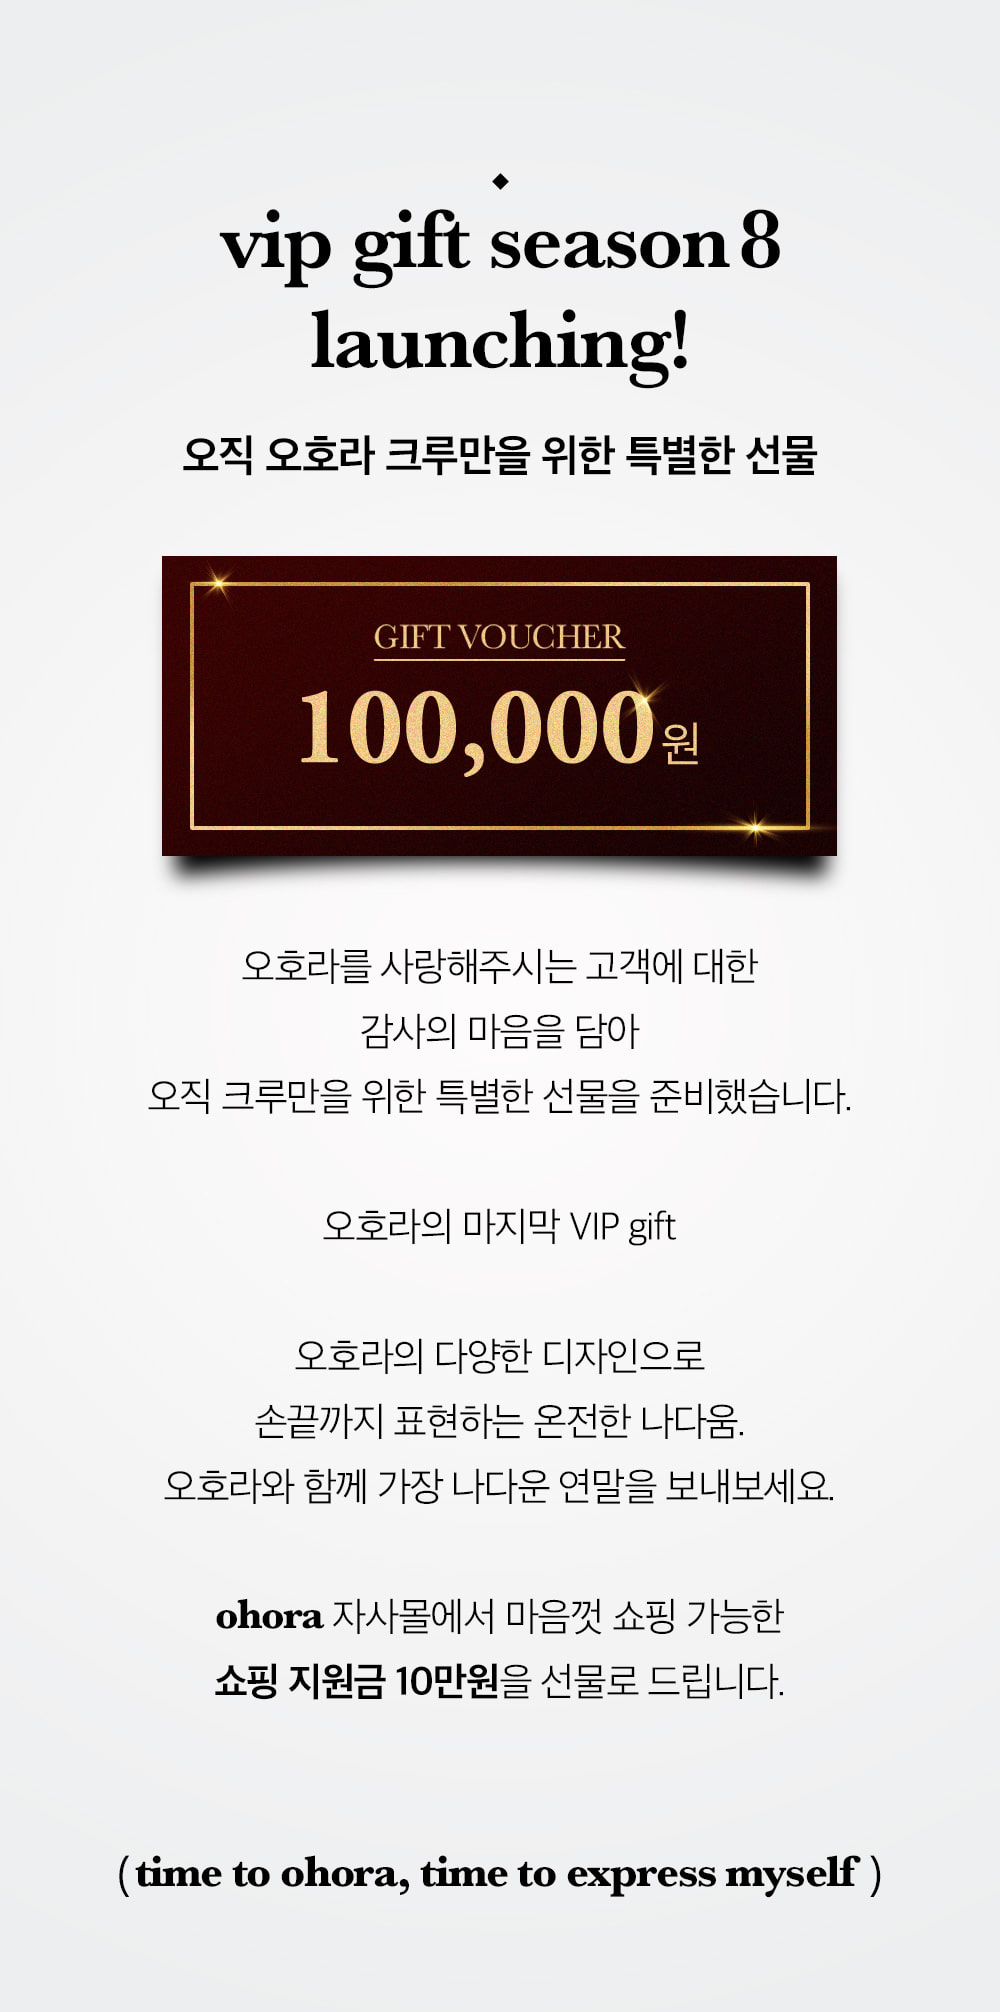 vip gift season 8
launching!
오직 오호라 크루만을 위한 특별한 선물
GIFT VOUCHER
100,000원
오호라를 사랑해주시는 고객에 대한
감사의 마음을 담아
오직 크루만을 위한 특별한 선물을 준비했습니다.
오호라의 마지막 VIP gift
오호라의 다양한 디자인으로
손끝까지 표현하는 온전한 나다움.
오호라와 함께 가장 나다운 연말을 보내보세요.
ohora 자사몰에서 마음껏 쇼핑 가능한
쇼핑 지원금 10만원을 선물로 드립니다.
( time to ohora, time to express myself )